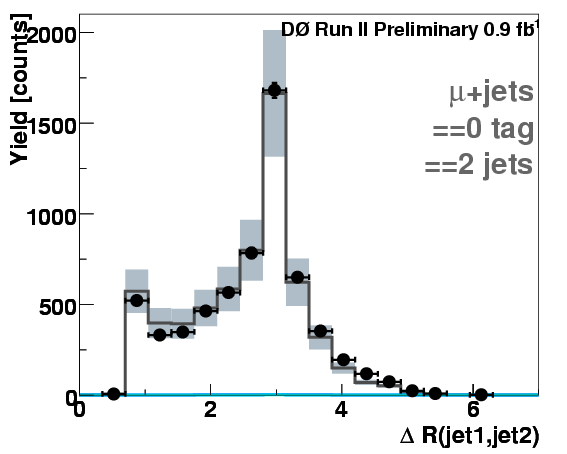 DØ Run II Preliminary 0.9 fb⁻¹
Yield [counts]
μ+jets
==0 tag
==2 jets
2000
1500
1000
500
0
0
2
4
6
Δ R(jet1,jet2)